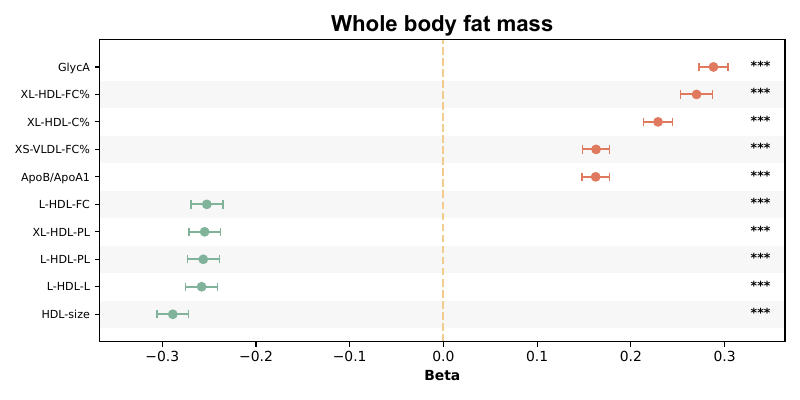 Whole body fat mass
GlycA ***
XL-HDL-FC% ***
XL-HDL-C% ***
XS-VLDL-FC% ***
ApoB/ApoA1 ***
L-HDL-FC ***
XL-HDL-PL ***
L-HDL-PL ***
L-HDL-L ***
HDL-size ***
−0.3 −0.2 −0.1 0.0 0.1 0.2 0.3
Beta